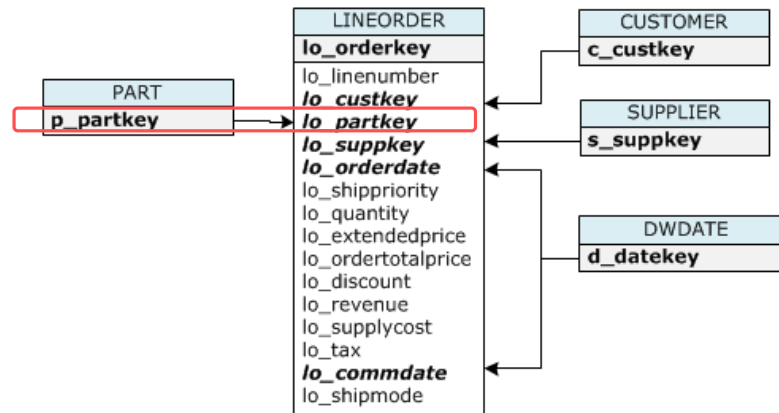 LINEORDER
lo_orderkey
lo_linenumber
lo_custkey
lo_partkey
lo_suppkey
lo_orderdate
lo_shippriority
lo_quantity
lo_extendedprice
lo_ordertotalprice
lo_discount
lo_revenue
lo_supplycost
lo_tax
lo_commdate
lo_shipmode
PART
p_partkey
CUSTOMER
c_custkey
SUPPLIER
s_suppkey
DWDATE
d_datekey